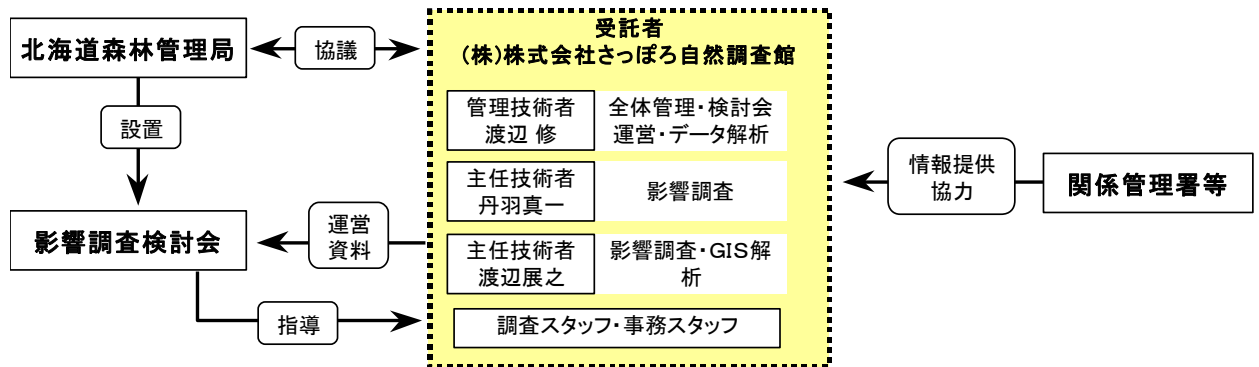 北海道森林管理局
協議
設置
影響調査検討会
運営
資料
指導
受託者
(株)株式会社さっぽろ自然調査館
管理技術者
渡辺 修
全体管理・検討会
運営・データ解析
主任技術者
丹羽真一
影響調査
主任技術者
渡辺展之
影響調査・GIS解
析
調査スタッフ・事務スタッフ
情報提供
協力
関係管理署等